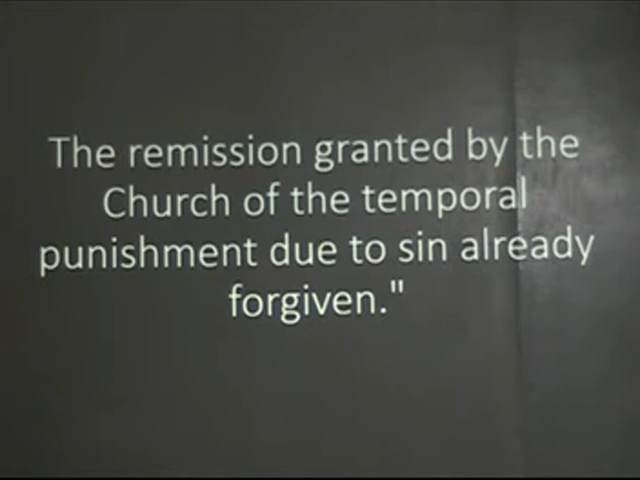 The remission granted by the
Church of the temporal
punishment due to sin already
forgiven."